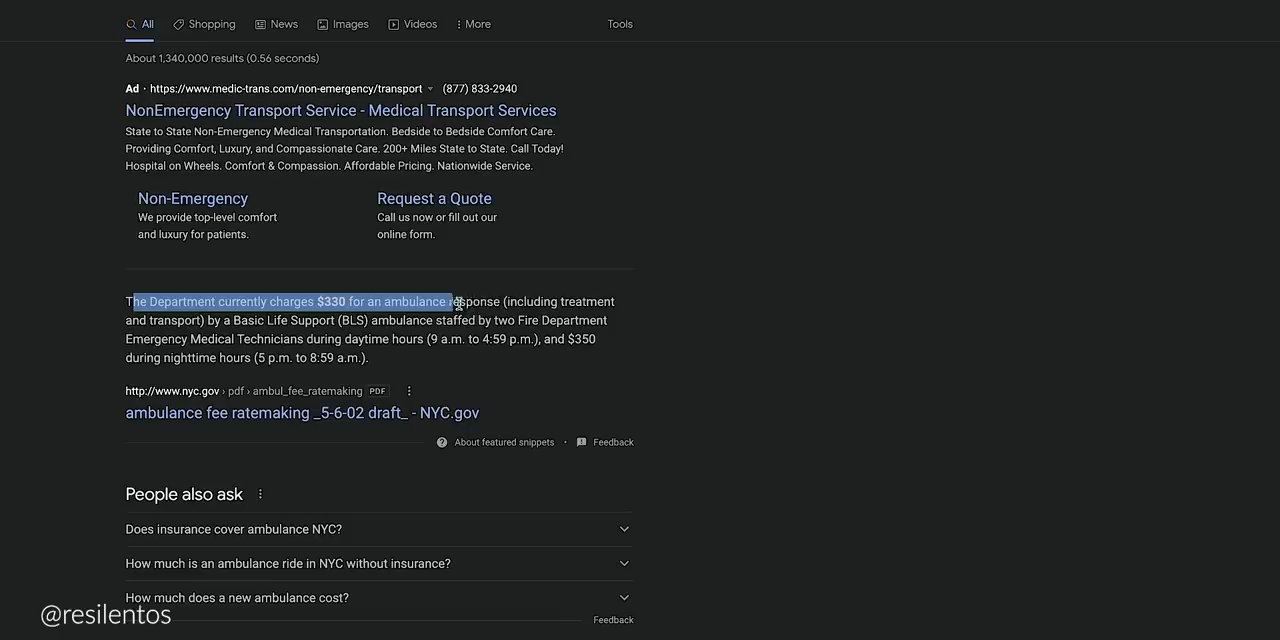 All Shopping News Images Videos More Tools
About 1,340,000 results (0.56 seconds)
Ad · https://www.medic-trans.com/non-emergency/transport (877) 833-2940
NonEmergency Transport Service - Medical Transport Services
State to State Non-Emergency Medical Transportation. Bedside to Bedside Comfort Care.
Providing Comfort, Luxury, and Compassionate Care. 200+ Miles State to State. Call Today!
Hospital on Wheels. Comfort & Compassion. Affordable Pricing. Nationwide Service.
Non-Emergency
We provide top-level comfort
and luxury for patients.
Request a Quote
Call us now or fill out our
online form.
The Department currently charges $330 for an ambulance response (including treatment
and transport) by a Basic Life Support (BLS) ambulance staffed by two Fire Department
Emergency Medical Technicians during daytime hours (9 a.m. to 4:59 p.m.), and $350
during nighttime hours (5 p.m. to 8:59 a.m.).
http://www.nyc.gov › pdf › ambul_fee_ratemaking PDF
ambulance fee ratemaking _5-6-02 draft_ - NYC.gov
About featured snippets · Feedback
People also ask
Does insurance cover ambulance NYC?
How much is an ambulance ride in NYC without insurance?
How much does a new ambulance cost?
@resilentos
Feedback